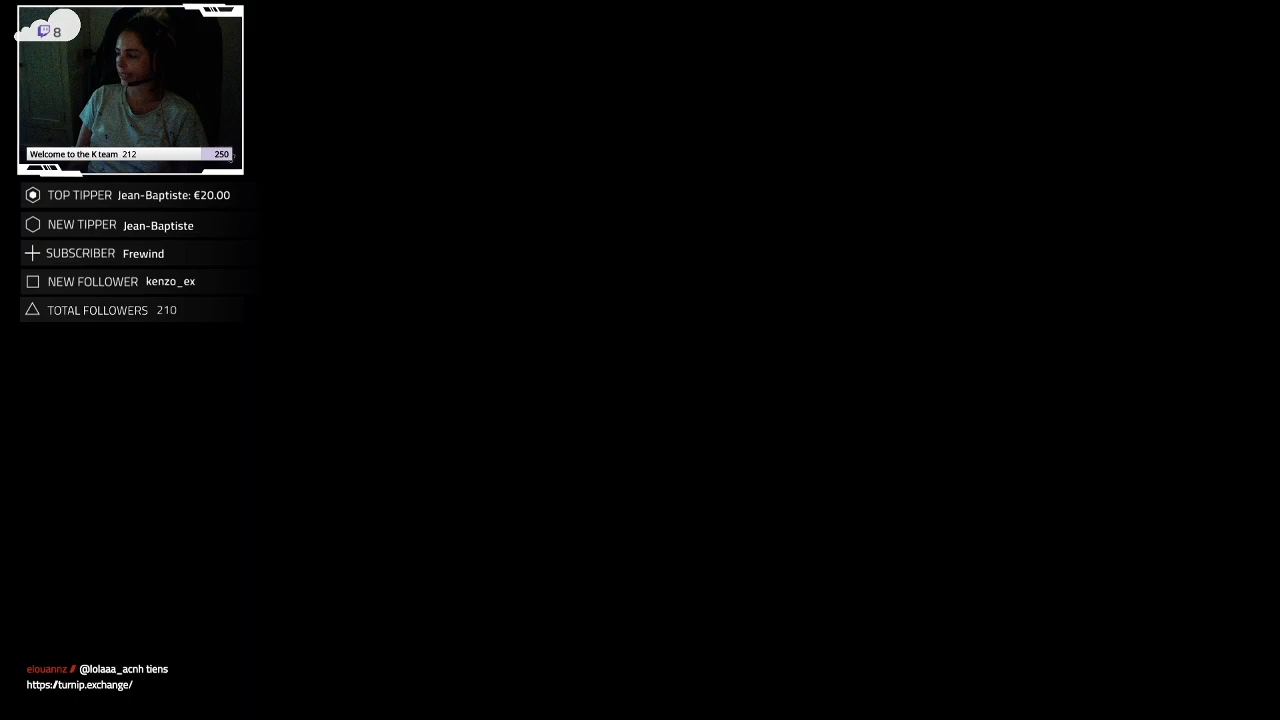 8
Welcome to the K team 212 250
TOP TIPPER Jean-Baptiste: €20.00
NEW TIPPER Jean-Baptiste
SUBSCRIBER Frewind
NEW FOLLOWER kenzo_ex
TOTAL FOLLOWERS 210
elouannz // @lolaaa_acnh tiens
https://turnip.exchange/